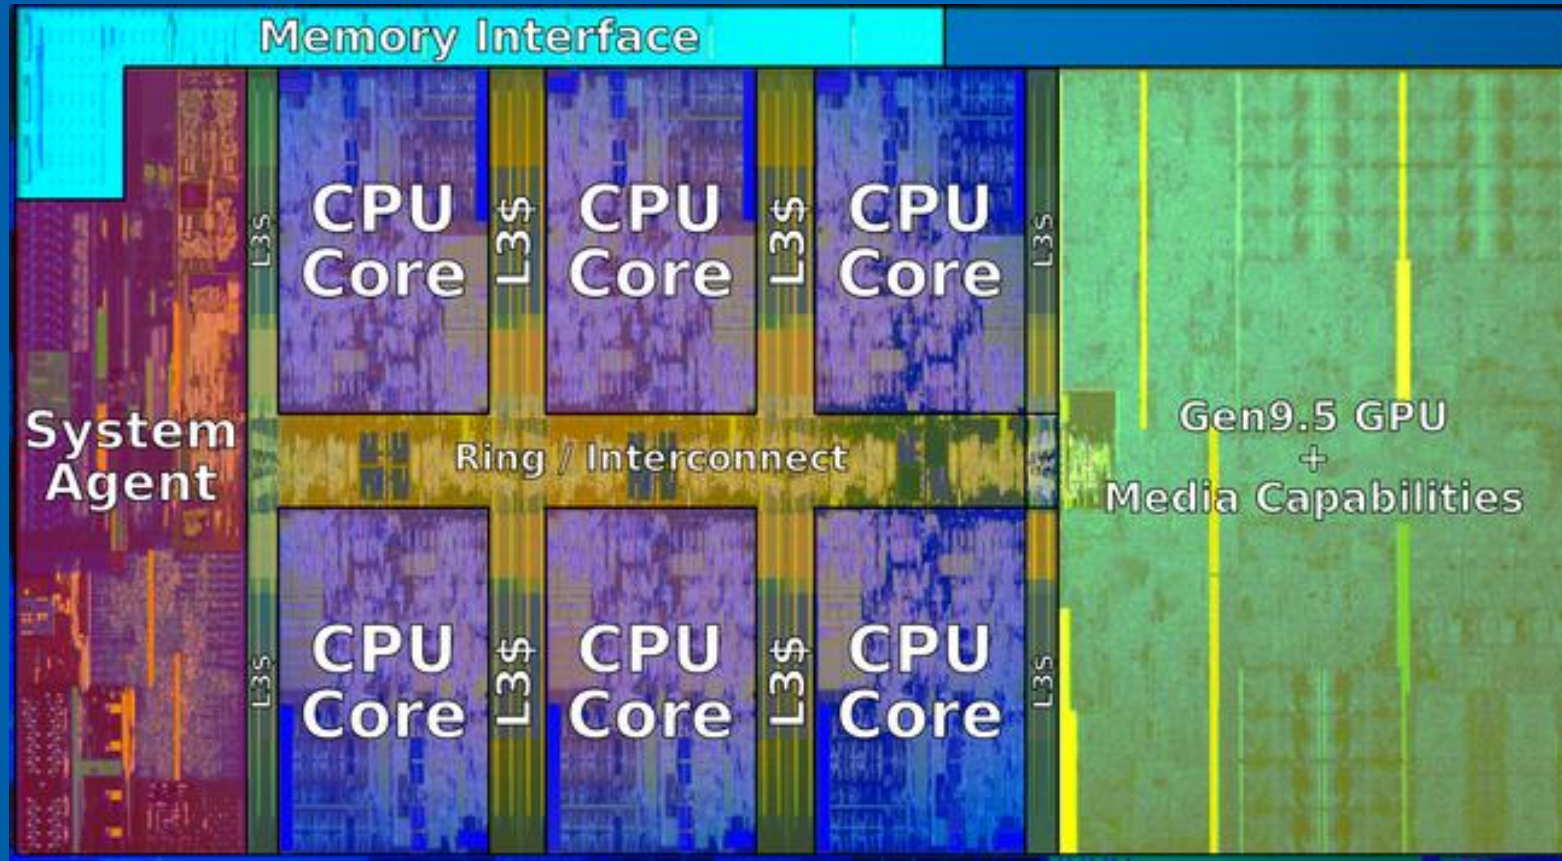 Memory Interface
CPU
Core
CPU
Core
CPU
Core
L3$
L3$
L3$
L3$
System
Agent
Ring / Interconnect
Gen9.5 GPU
+
Media Capabilities
CPU
Core
CPU
Core
CPU
Core
L3$
L3$
L3$
L3$